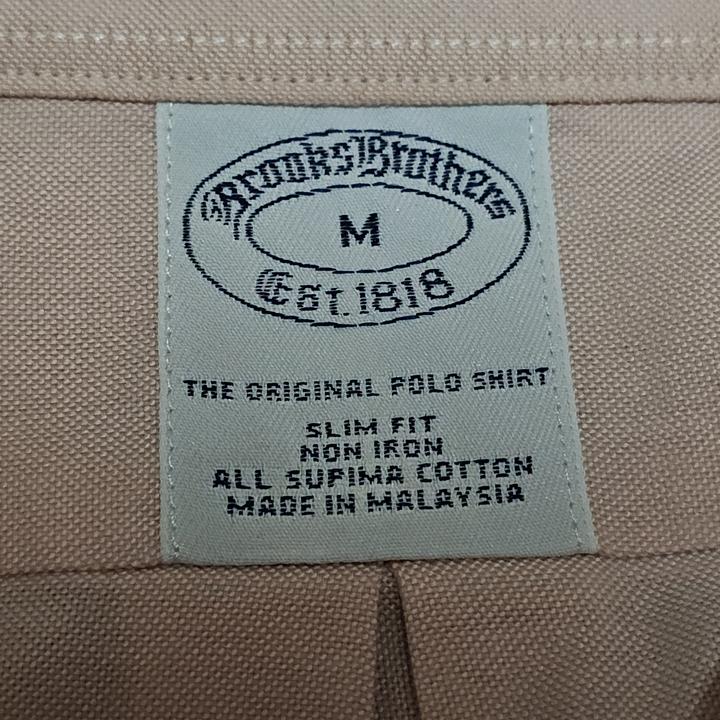 Brooks Brothers
M
Est. 1818
THE ORIGINAL POLO SHIRT
SLIM FIT
NON IRON
ALL SUPIMA COTTON
MADE IN MALAYSIA